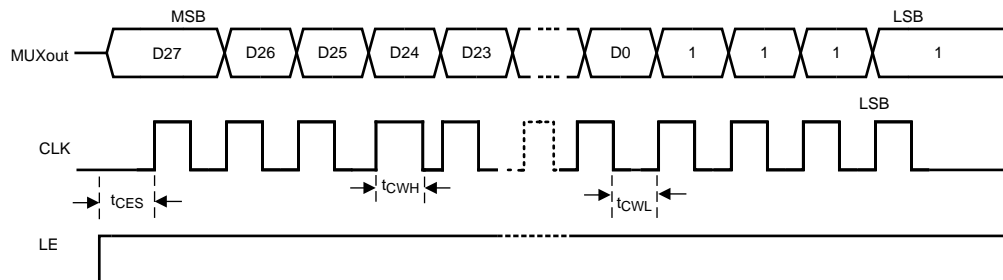 MSB LSB
MUXout D27 D26 D25 D24 D23 D0 1 1 1 1
LSB
CLK
tCES tCWH tCWL
LE